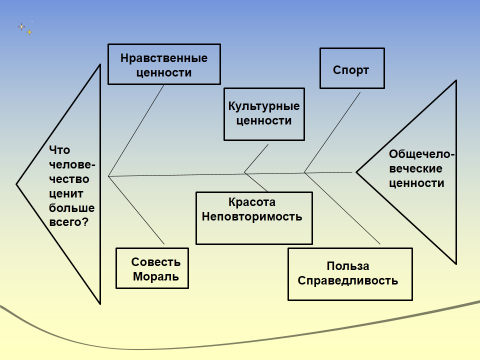 Нравственные
ценности
Спорт
Культурные
ценности
Что
челове-
чество
ценит
больше
всего?
Общечело-
веческие
ценности
Красота
Неповторимость
Совесть
Мораль
Польза
Справедливость